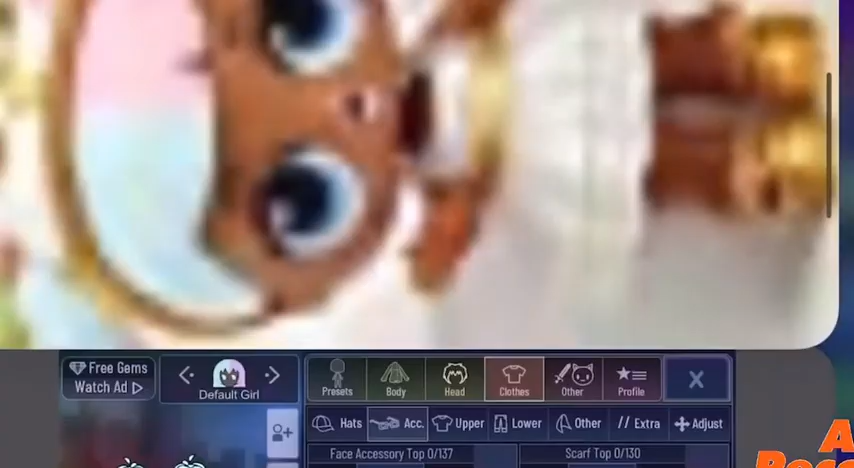 Free Gems
Watch Ad
Default Girl
Presets
Body
Head
Clothes
Other
Profile
X
Hats
Acc.
Upper
Lower
Other
Extra
Adjust
Face Accessory Top 0/137
Scarf Top 0/130